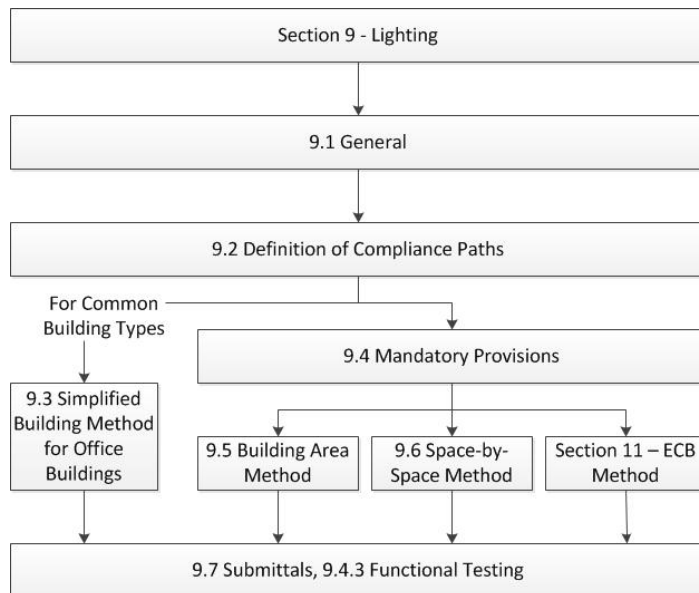 Section 9 - Lighting
9.1 General
9.2 Definition of Compliance Paths
For Common
Building Types
9.4 Mandatory Provisions
9.3 Simplified
Building Method
for Office
Buildings
9.5 Building Area
Method
9.6 Space-by-
Space Method
Section 11 – ECB
Method
9.7 Submittals, 9.4.3 Functional Testing